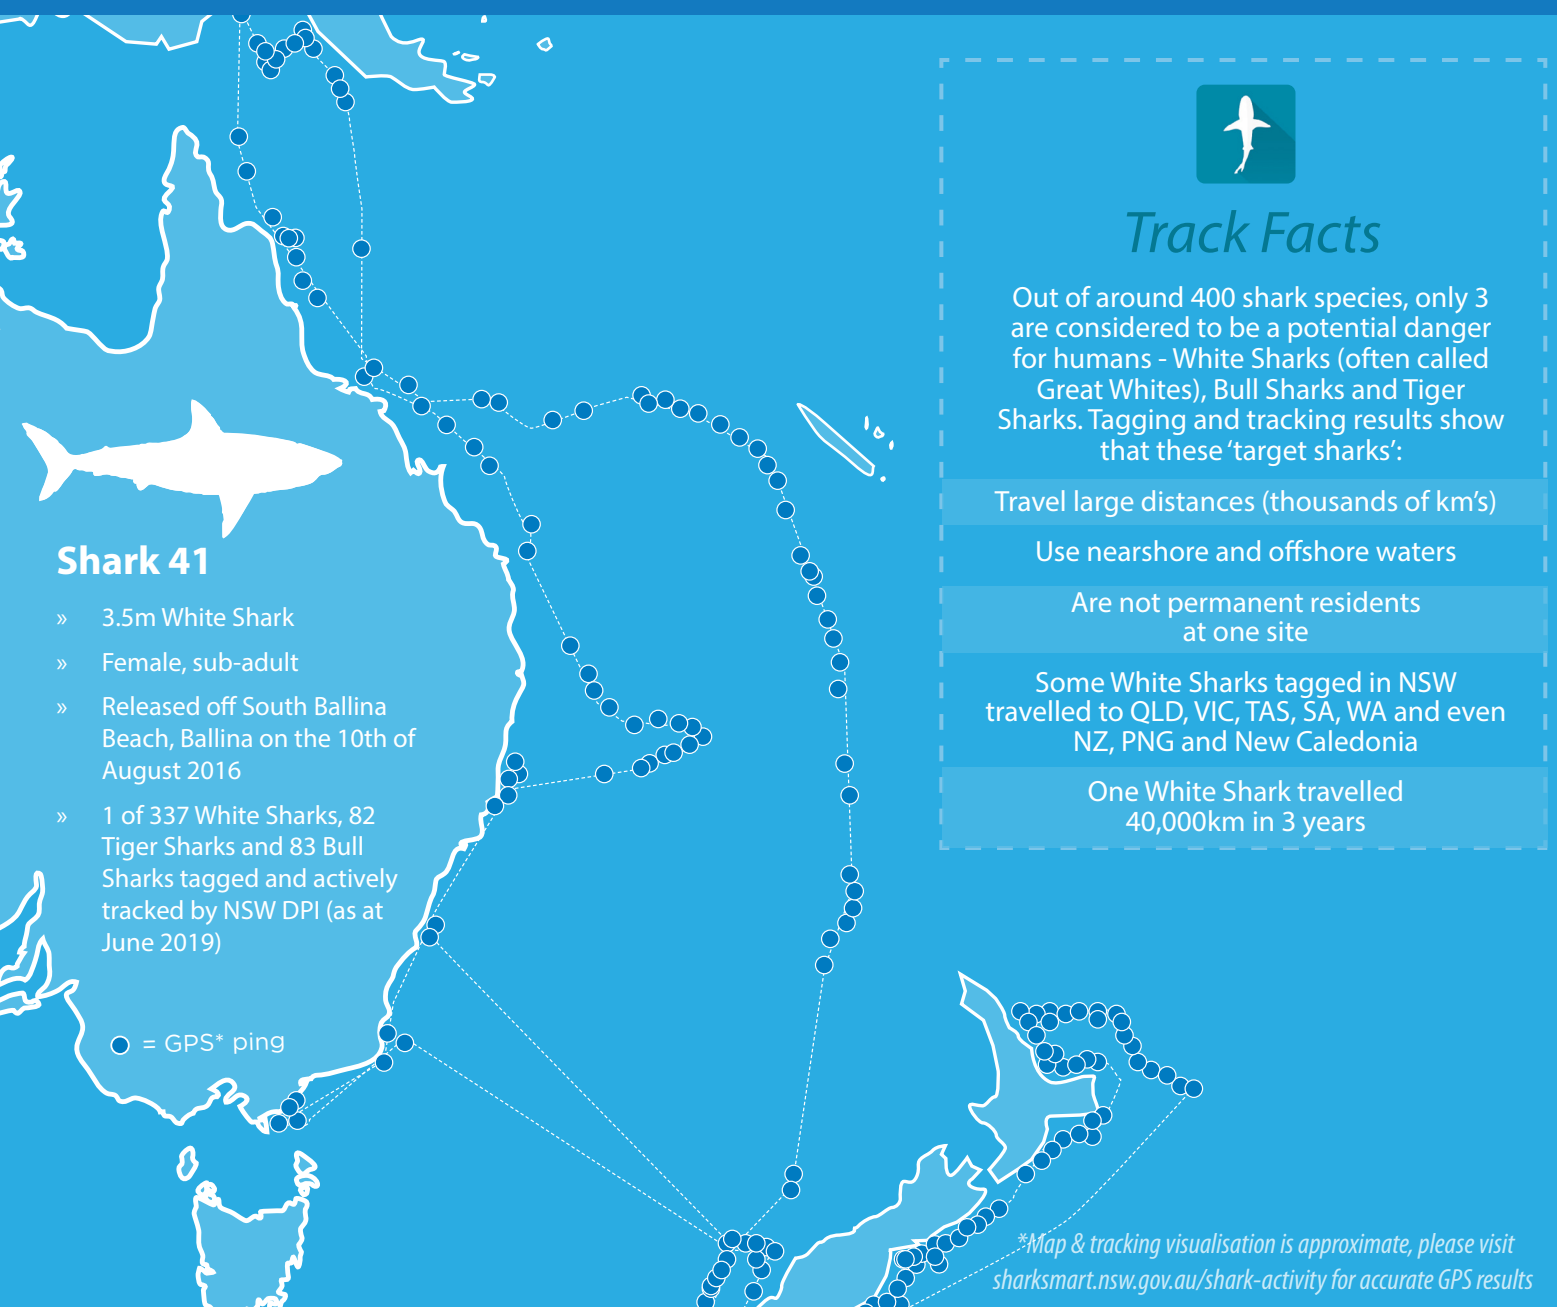 Track Facts
Out of around 400 shark species, only 3
are considered to be a potential danger
for humans - White Sharks (often called
Great Whites), Bull Sharks and Tiger
Sharks. Tagging and tracking results show
that these ‘target sharks’:
Travel large distances (thousands of km’s)
Use nearshore and offshore waters
Are not permanent residents
at one site
Some White Sharks tagged in NSW
travelled to QLD, VIC, TAS, SA, WA and even
NZ, PNG and New Caledonia
One White Shark travelled
40,000km in 3 years
Shark 41
» 3.5m White Shark
» Female, sub-adult
» Released off South Ballina
Beach, Ballina on the 10th of
August 2016
» 1 of 337 White Sharks, 82
Tiger Sharks and 83 Bull
Sharks tagged and actively
tracked by NSW DPI (as at
June 2019)
= GPS* ping
*Map & tracking visualisation is approximate, please visit
sharksmart.nsw.gov.au/shark-activity for accurate GPS results